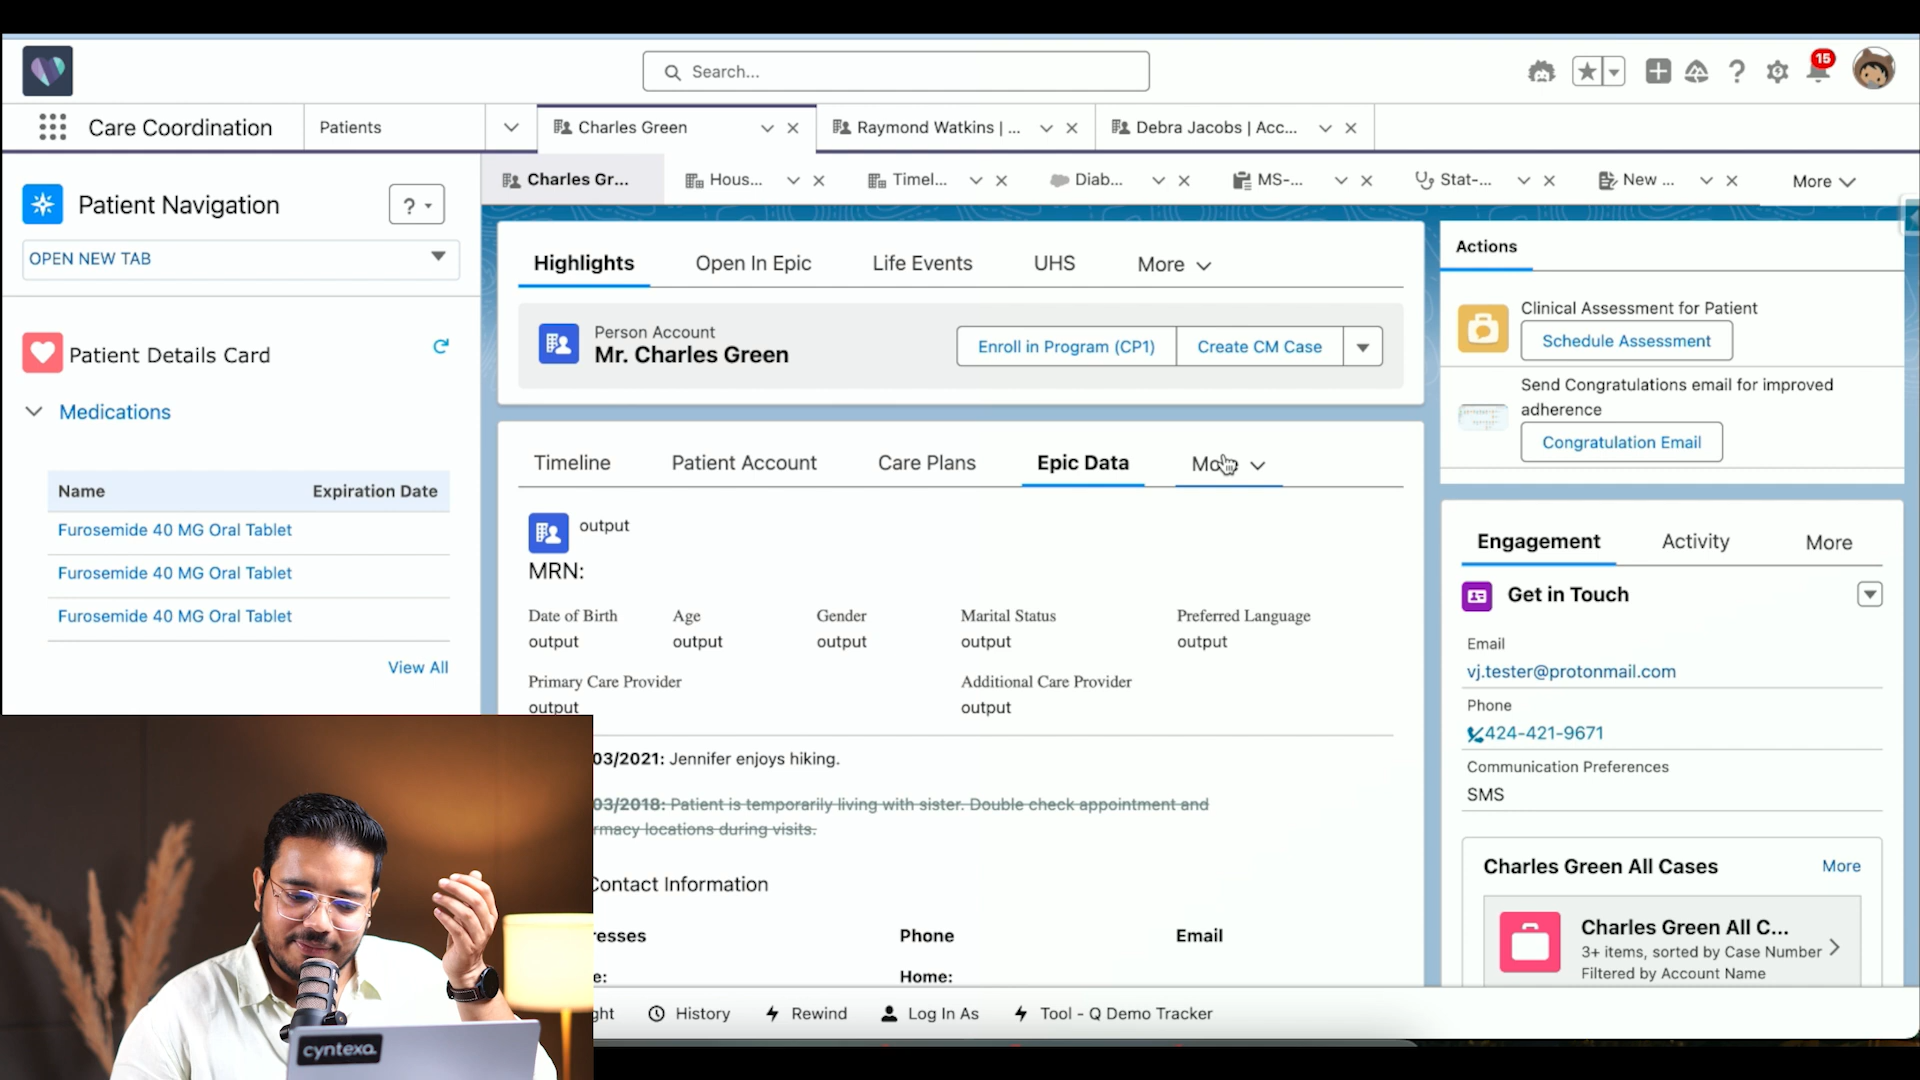 Search...
15
Care Coordination
Patients
Charles Green
Raymond Watkins | ...
Debra Jacobs | Acc...
Charles Gr...
Hous...
Timel...
Diab...
MS-...
Stat-...
New ...
More
Patient Navigation
?
OPEN NEW TAB
Patient Details Card
Medications
Name Expiration Date
Furosemide 40 MG Oral Tablet
Furosemide 40 MG Oral Tablet
Furosemide 40 MG Oral Tablet
View All
Highlights Open In Epic Life Events UHS More
Person Account
Mr. Charles Green
Enroll in Program (CP1) Create CM Case
Timeline Patient Account Care Plans Epic Data
output
MRN:
Date of Birth Age Gender Marital Status Preferred Language
output output output output output
Primary Care Provider Additional Care Provider
output output
03/2021: Jennifer enjoys hiking.
03/2018: Patient is temporarily living with sister. Double check appointment and
rmacy locations during visits.
Contact Information
resses Phone Email
e: Home:
ght History Rewind Log In As Tool - Q Demo Tracker
Actions
Clinical Assessment for Patient
Schedule Assessment
Send Congratulations email for improved
adherence
Congratulation Email
Engagement Activity More
Get in Touch
Email
vj.tester@protonmail.com
Phone
424-421-9671
Communication Preferences
SMS
Charles Green All Cases More
Charles Green All C...
3+ items, sorted by Case Number
Filtered by Account Name
cyntexa.